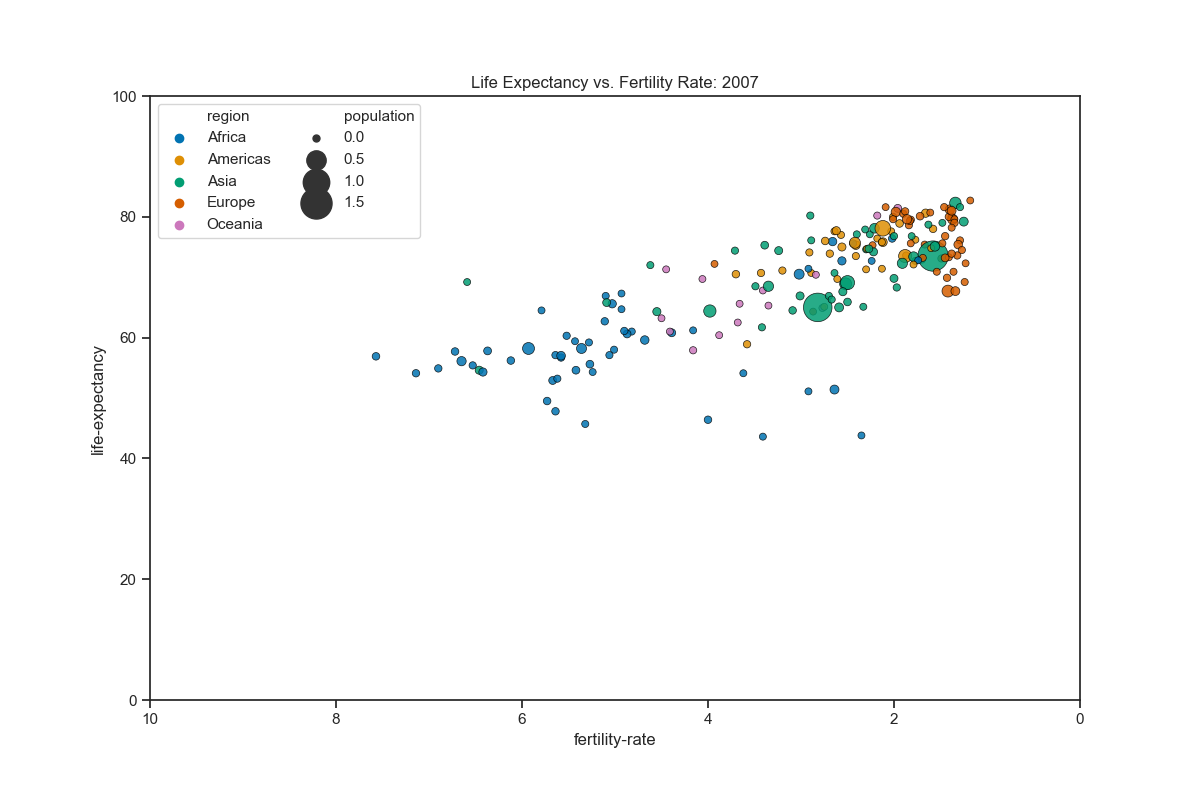 Life Expectancy vs. Fertility Rate: 2007
100
80
60
40
20
0
life-expectancy
region
Africa
Americas
Asia
Europe
Oceania
population
0.0
0.5
1.0
1.5
10
8
6
4
2
0
fertility-rate